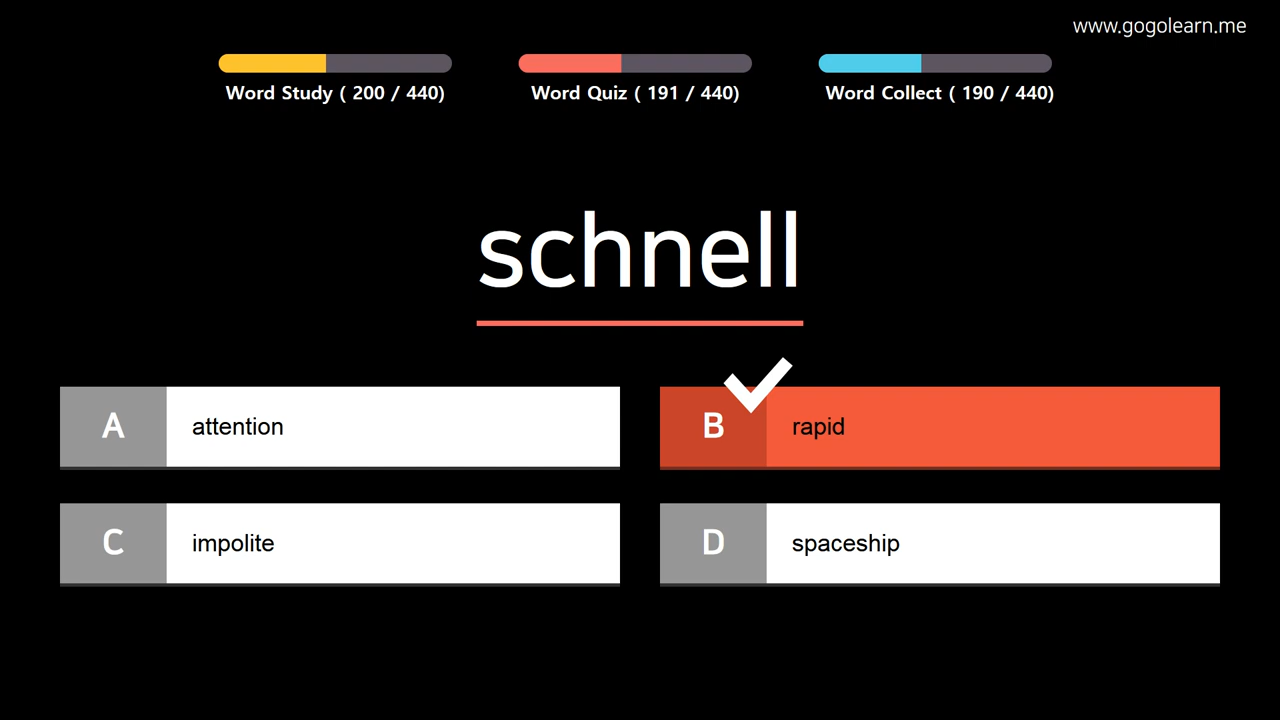 www.gogolearn.me
Word Study ( 200 / 440)
Word Quiz ( 191 / 440)
Word Collect ( 190 / 440)
schnell
A attention
B rapid
C impolite
D spaceship